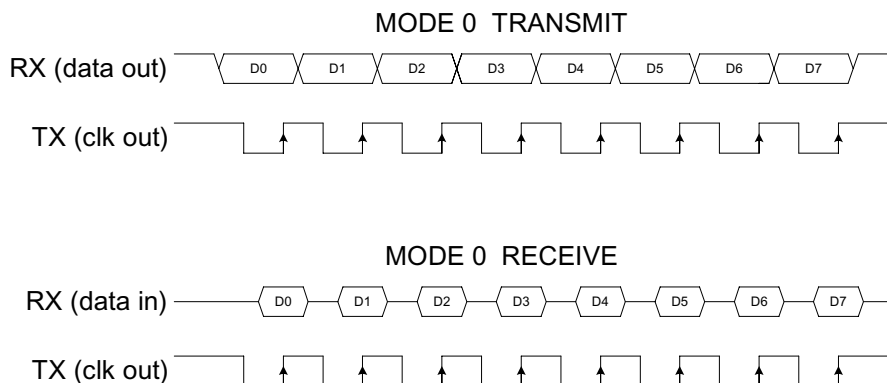 MODE 0 TRANSMIT
RX (data out) D0 D1 D2 D3 D4 D5 D6 D7
TX (clk out)
MODE 0 RECEIVE
RX (data in) D0 D1 D2 D3 D4 D5 D6 D7
TX (clk out)